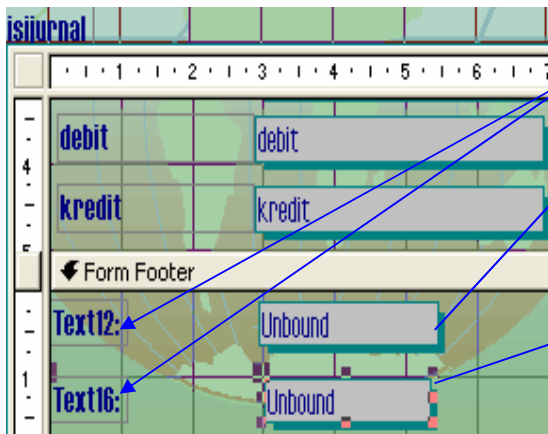 isijurnal
1 2 3 4 5 6 7
debit debit
4
kredit kredit
5
Form Footer
Text12: Unbound
1
Text16: Unbound